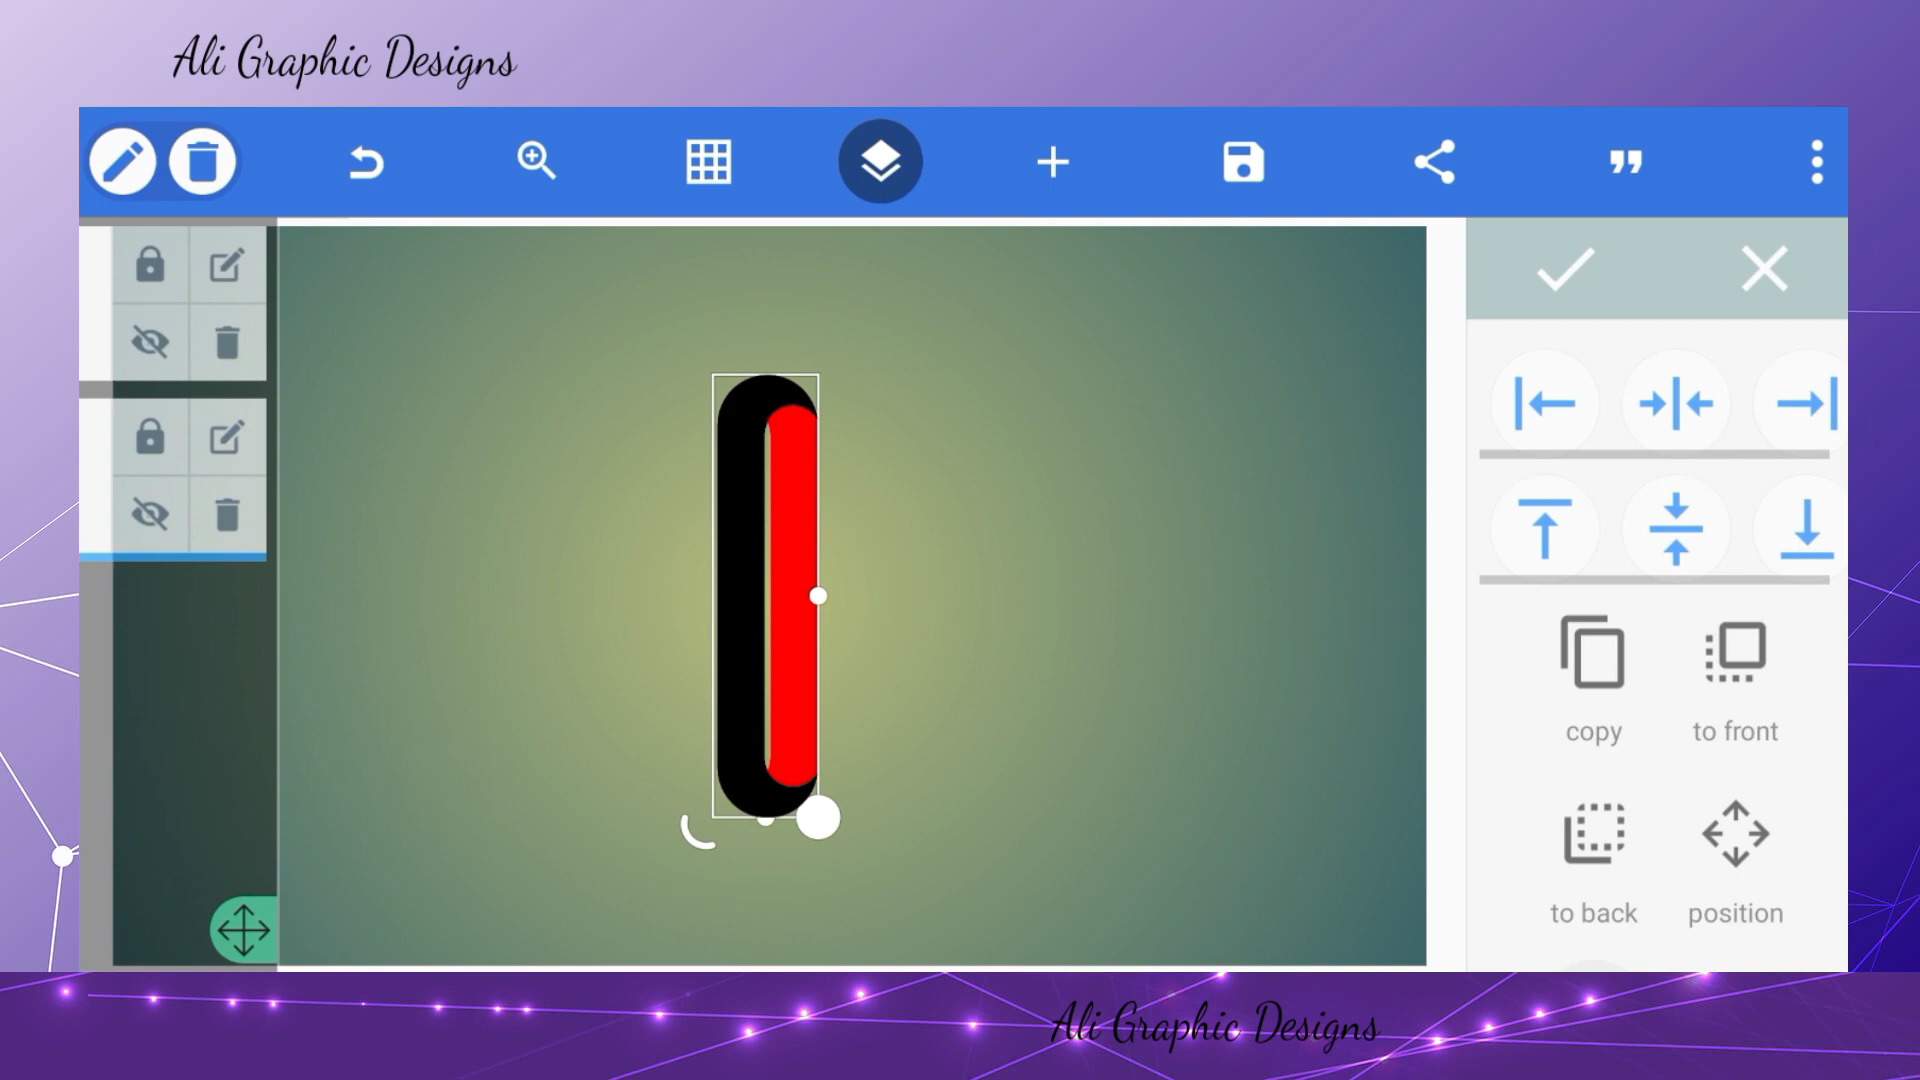 Ali Graphic Designs
copy
to front
to back
position
Ali Graphic Designs